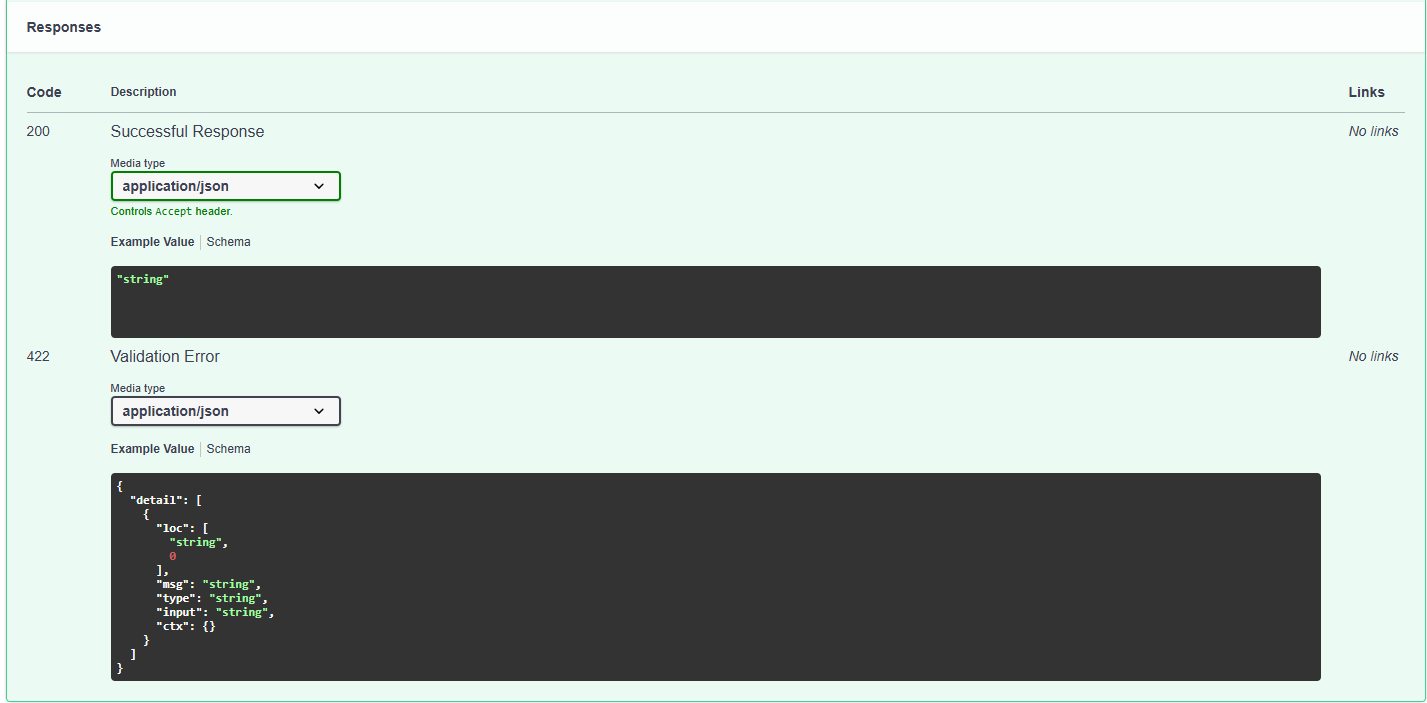 Responses
Code Description Links
200 Successful Response No links
Media type
application/json
Controls Accept header.
Example Value Schema
"string"
422 Validation Error No links
Media type
application/json
Example Value Schema
{
  "detail": [
    {
      "loc": [
        "string",
        0
      ],
      "msg": "string",
      "type": "string",
      "input": "string",
      "ctx": {}
    }
  ]
}